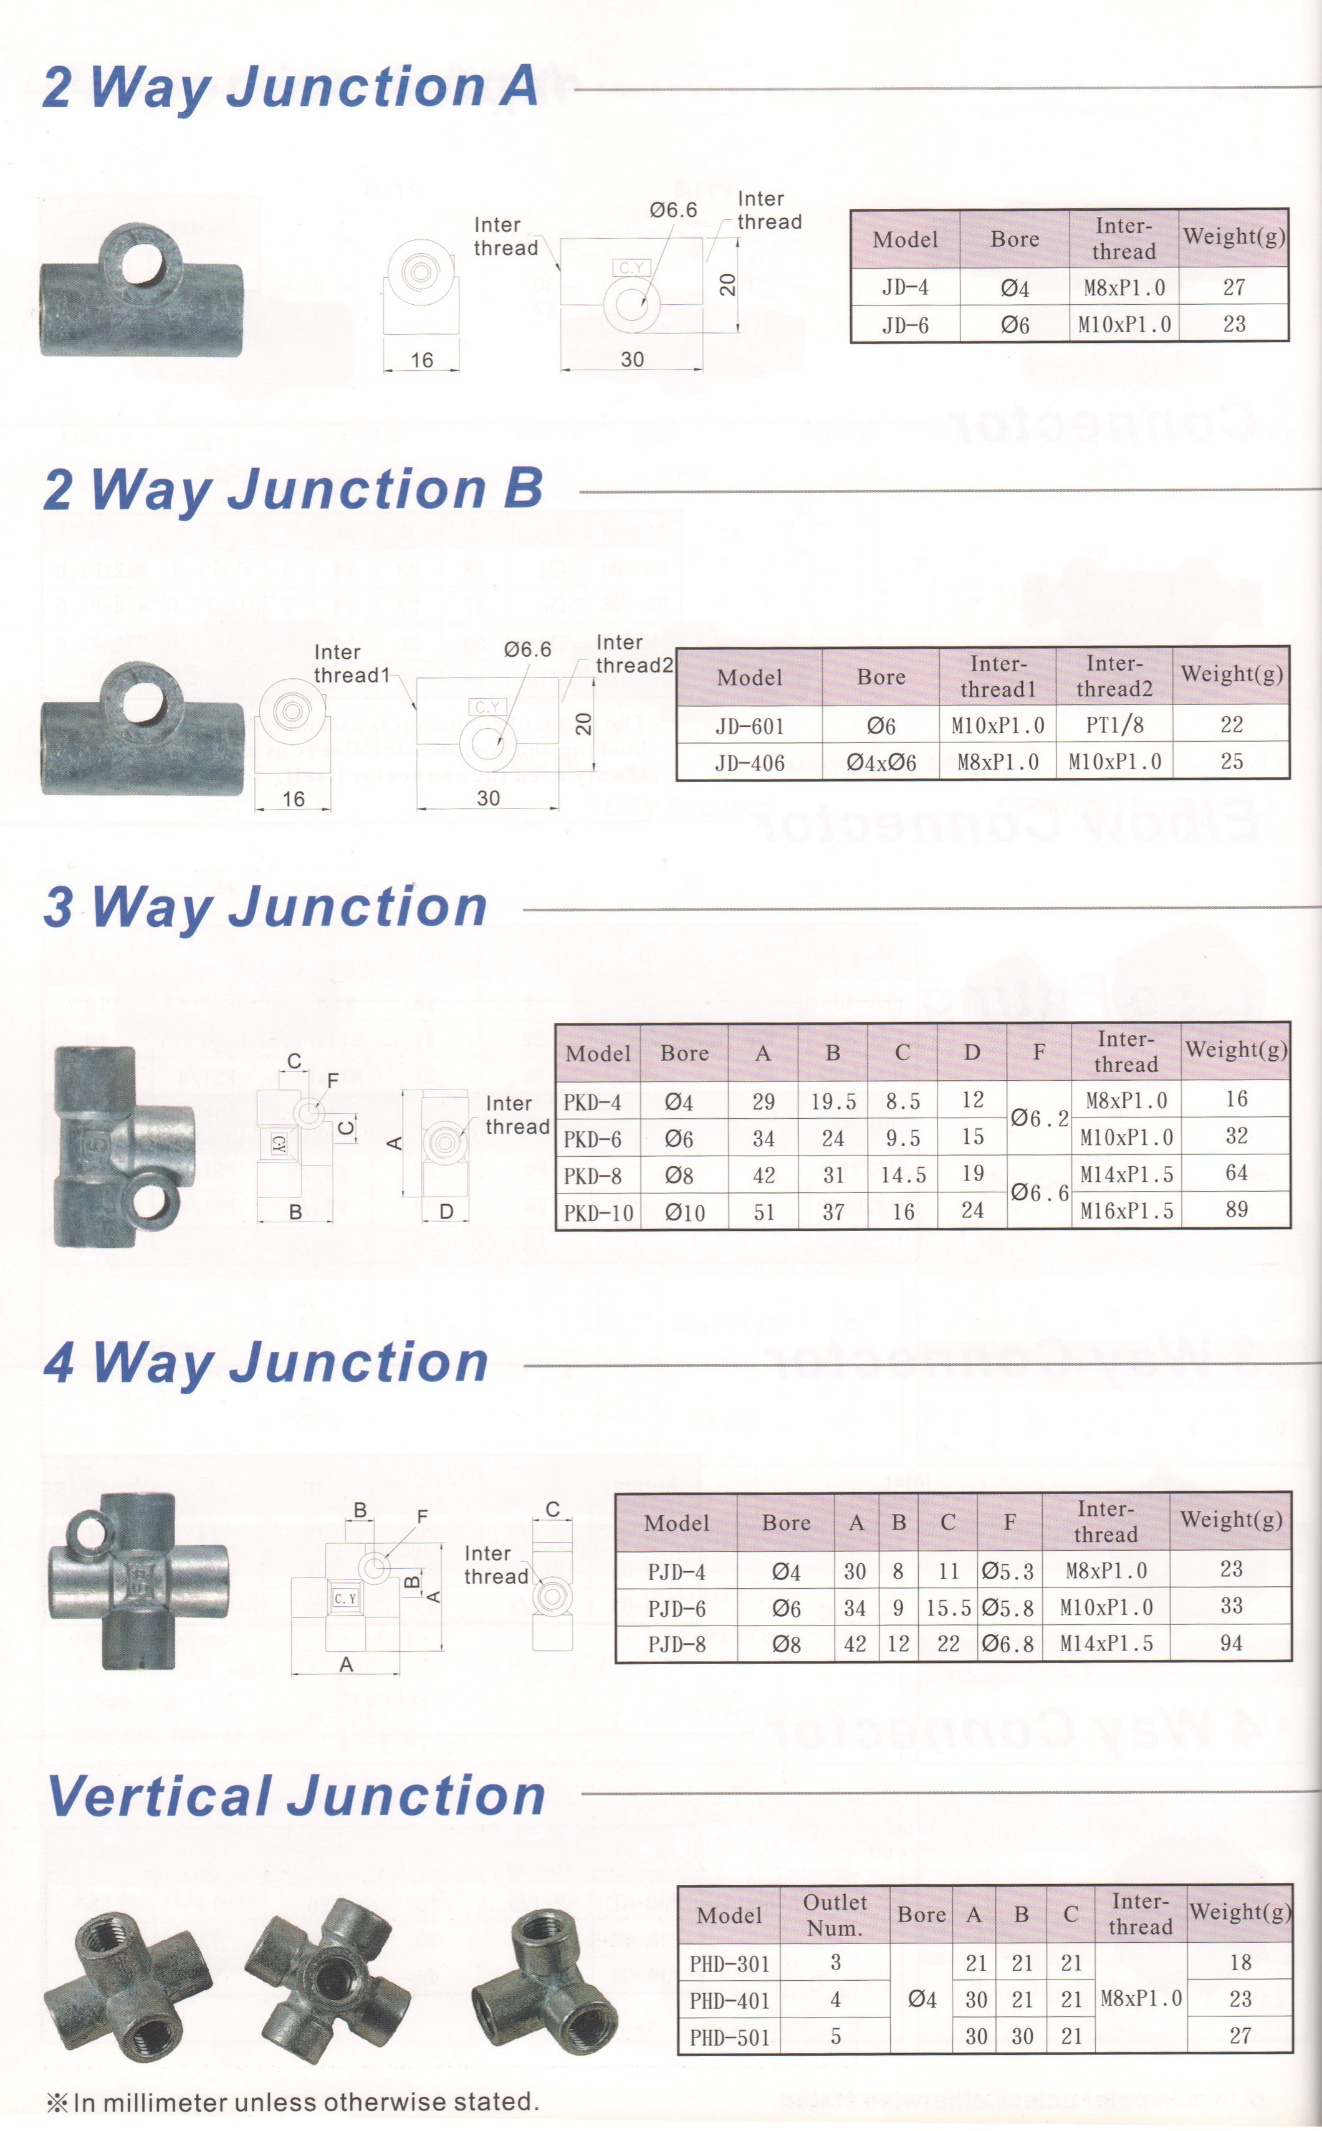 2 Way Junction A
Inter
thread
Ø6.6
Inter
thread
C.Y
20
16
30
Model Bore Inter-
thread Weight(g)
JD-4 Ø4 M8xP1.0 27
JD-6 Ø6 M10xP1.0 23
2 Way Junction B
Inter
thread1
Ø6.6
Inter
thread2
C.Y
20
16
30
Model Bore Inter-
thread1 Inter-
thread2 Weight(g)
JD-601 Ø6 M10xP1.0 PT1/8 22
JD-406 Ø4xØ6 M8xP1.0 M10xP1.0 25
3 Way Junction
C
F
C
CY
B
A
D
Inter
thread
Model Bore A B C D F Inter-
thread Weight(g)
PKD-4 Ø4 29 19.5 8.5 12 Ø6.2 M8xP1.0 16
PKD-6 Ø6 34 24 9.5 15 M10xP1.0 32
PKD-8 Ø8 42 31 14.5 19 Ø6.6 M14xP1.5 64
PKD-10 Ø10 51 37 16 24 M16xP1.5 89
4 Way Junction
B
F
B
A
C.Y
A
C
Inter
thread
Model Bore A B C F Inter-
thread Weight(g)
PJD-4 Ø4 30 8 11 Ø5.3 M8xP1.0 23
PJD-6 Ø6 34 9 15.5 Ø5.8 M10xP1.0 33
PJD-8 Ø8 42 12 22 Ø6.8 M14xP1.5 94
Vertical Junction
Model Outlet
Num. Bore A B C Inter-
thread Weight(g)
PHD-301 3 Ø4 21 21 21 M8xP1.0 18
PHD-401 4 30 21 21 23
PHD-501 5 30 30 21 27
※In millimeter unless otherwise stated.